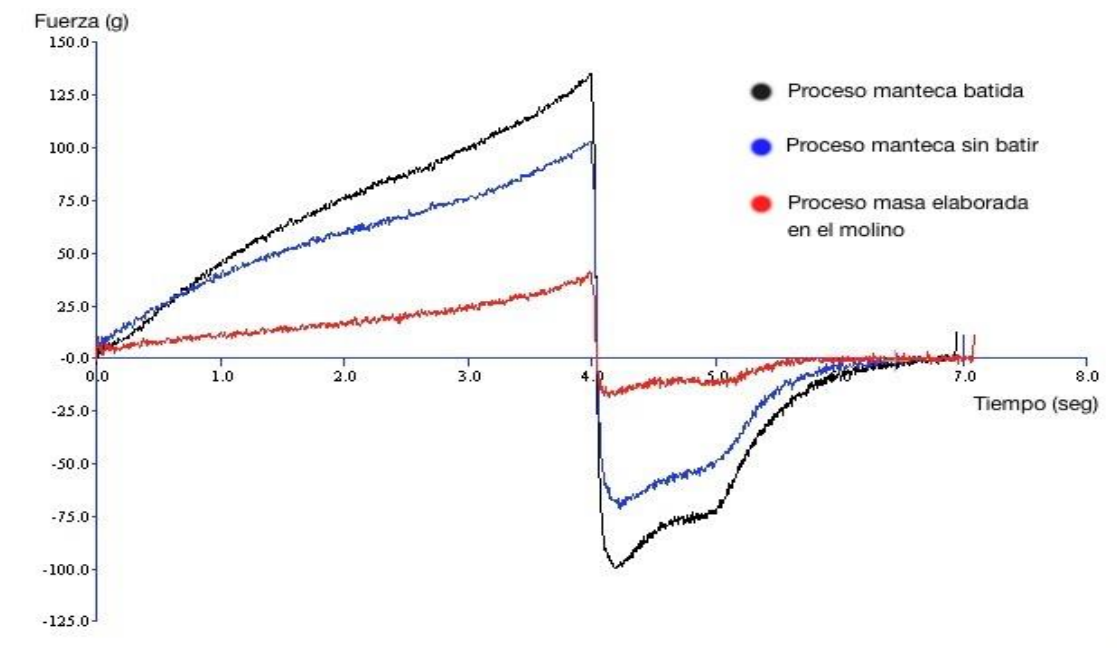 Fuerza (g)
150.0
125.0
100.0
75.0
50.0
25.0
-0.0
-25.0
-50.0
-75.0
-100.0
-125.0
0.0 1.0 2.0 3.0 4.0 5.0 6.0 7.0 8.0
Tiempo (seg)
Proceso manteca batida
Proceso manteca sin batir
Proceso masa elaborada
en el molino